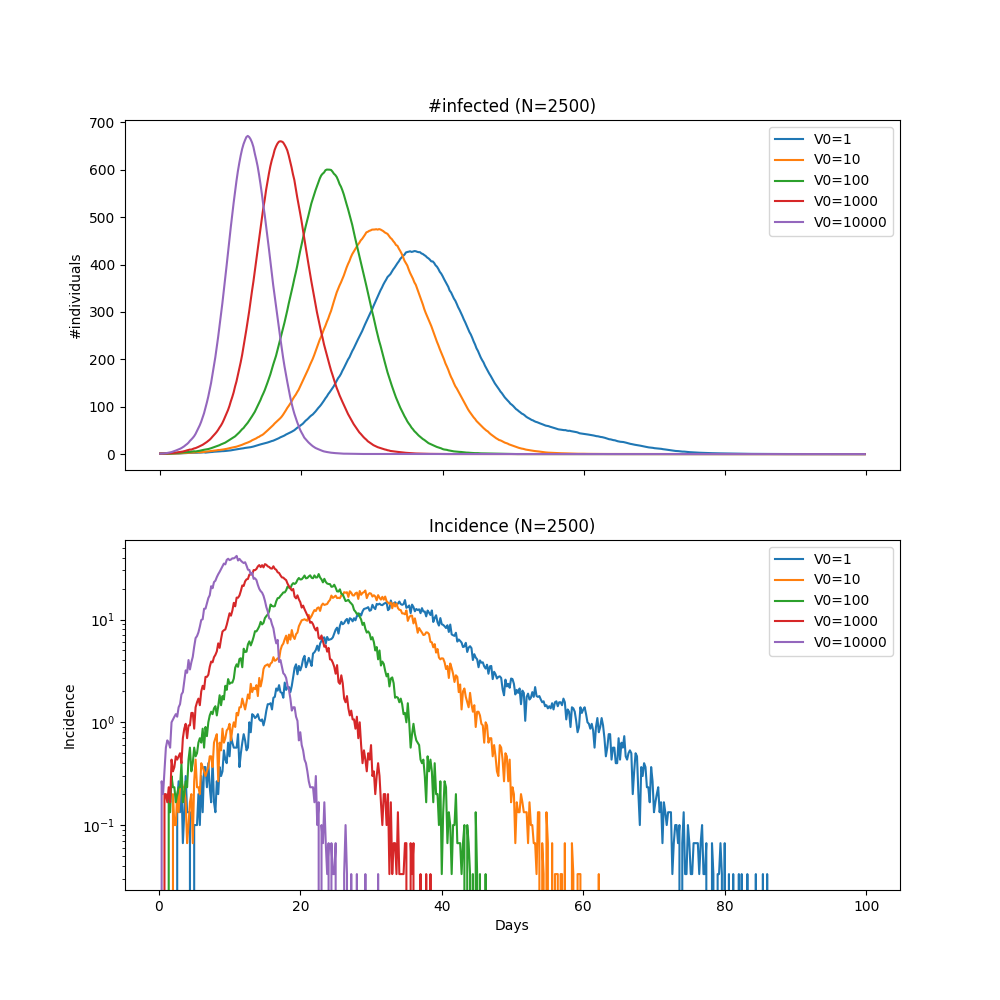 #infected (N=2500)
700
600
500
400
300
200
100
0
#individuals
V0=1
V0=10
V0=100
V0=1000
V0=10000
Incidence (N=2500)
10¹
10⁰
10⁻¹
Incidence
V0=1
V0=10
V0=100
V0=1000
V0=10000
0 20 40 60 80 100
Days